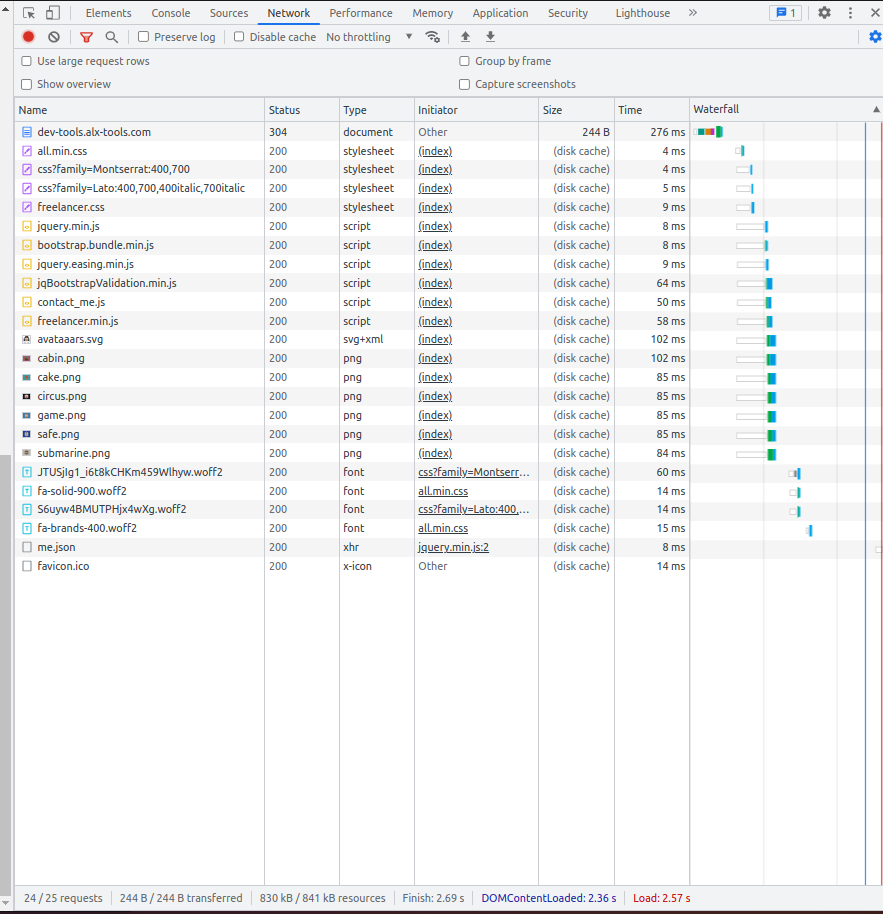 Elements Console Sources Network Performance Memory Application Security Lighthouse » 1
Preserve log Disable cache No throttling
Use large request rows Group by frame
Show overview Capture screenshots
Name Status Type Initiator Size Time Waterfall
dev-tools.alx-tools.com 304 document Other 244 B 276 ms
all.min.css 200 stylesheet (index) (disk cache) 4 ms
css?family=Montserrat:400,700 200 stylesheet (index) (disk cache) 4 ms
css?family=Lato:400,700,400italic,700italic 200 stylesheet (index) (disk cache) 5 ms
freelancer.css 200 stylesheet (index) (disk cache) 9 ms
jquery.min.js 200 script (index) (disk cache) 8 ms
bootstrap.bundle.min.js 200 script (index) (disk cache) 8 ms
jquery.easing.min.js 200 script (index) (disk cache) 9 ms
jqBootstrapValidation.min.js 200 script (index) (disk cache) 64 ms
contact_me.js 200 script (index) (disk cache) 50 ms
freelancer.min.js 200 script (index) (disk cache) 58 ms
avataaars.svg 200 svg+xml (index) (disk cache) 102 ms
cabin.png 200 png (index) (disk cache) 102 ms
cake.png 200 png (index) (disk cache) 85 ms
circus.png 200 png (index) (disk cache) 85 ms
game.png 200 png (index) (disk cache) 85 ms
safe.png 200 png (index) (disk cache) 85 ms
submarine.png 200 png (index) (disk cache) 84 ms
JTUSjIg1_i6t8kCHKm459Wlhyw.woff2 200 font css?family=Montserr... (disk cache) 60 ms
fa-solid-900.woff2 200 font all.min.css (disk cache) 14 ms
S6uyw4BMUTPHjx4wXg.woff2 200 font css?family=Lato:400,... (disk cache) 14 ms
fa-brands-400.woff2 200 font all.min.css (disk cache) 15 ms
me.json 200 xhr jquery.min.js:2 (disk cache) 8 ms
favicon.ico 200 x-icon Other (disk cache) 14 ms
24 / 25 requests 244 B / 244 B transferred 830 kB / 841 kB resources Finish: 2.69 s DOMContentLoaded: 2.36 s Load: 2.57 s